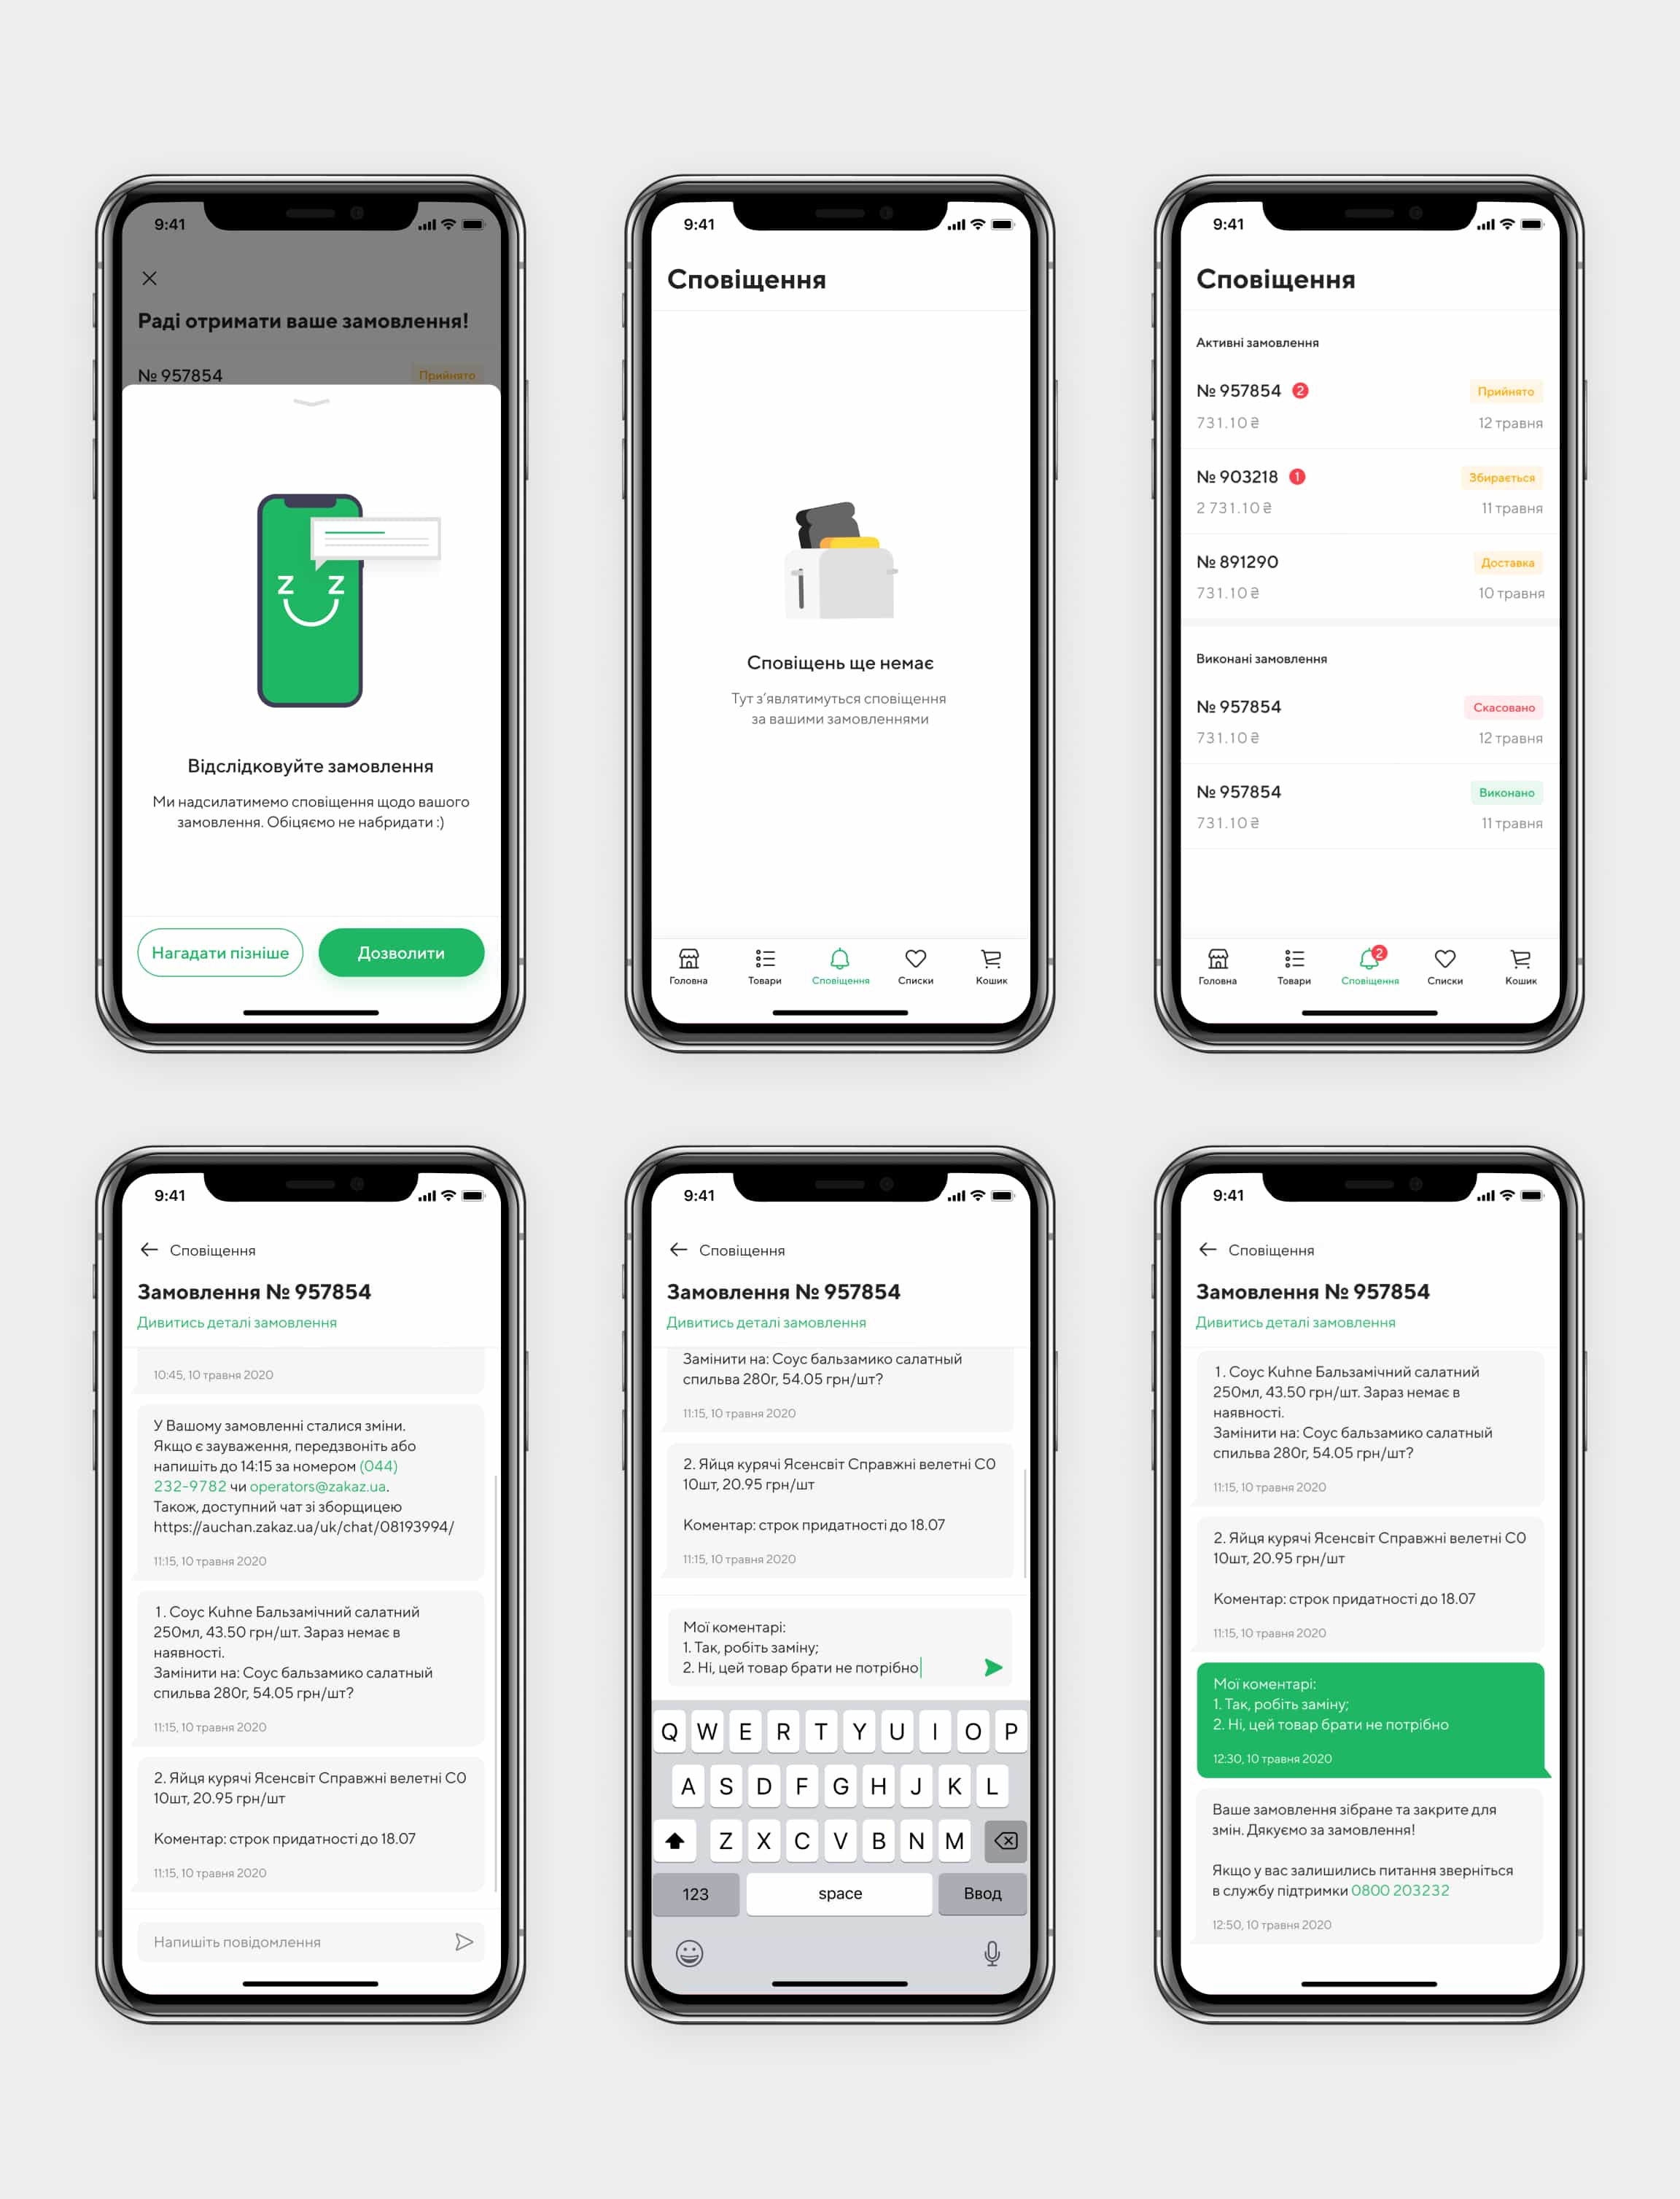 9:41
Раді отримати ваше замовлення!
№ 957854
Прийнято
Z Z
Відслідковуйте замовлення
Ми надсилатимемо сповіщення щодо вашого
замовлення. Обіцяємо не набридати :)
Нагадати пізніше
Дозволити
9:41
Сповіщення
Сповіщень ще немає
Тут з’являтимуться сповіщення
за вашими замовленнями
Головна
Товари
Сповіщення
Списки
Кошик
9:41
Сповіщення
Активні замовлення
№ 957854 2
Прийнято
731.10 ₴
12 травня
№ 903218 1
Збирається
2 731.10 ₴
11 травня
№ 891290
Доставка
731.10 ₴
10 травня
Виконані замовлення
№ 957854
Скасовано
731.10 ₴
12 травня
№ 957854
Виконано
731.10 ₴
11 травня
2
Головна
Товари
Сповіщення
Списки
Кошик
9:41
Сповіщення
Замовлення № 957854
Дивитись деталі замовлення
10:45, 10 травня 2020
У Вашому замовленні сталися зміни.
Якщо є зауваження, передзвоніть або
напишіть до 14:15 за номером (044)
232-9782 чи operators@zakaz.ua.
Також, доступний чат зі зборщицею
https://auchan.zakaz.ua/uk/chat/08193994/
11:15, 10 травня 2020
1. Соус Kuhne Бальзамічний салатний
250мл, 43.50 грн/шт. Зараз немає в
наявності.
Замінити на: Соус бальзамико салатный
спильва 280г, 54.05 грн/шт?
11:15, 10 травня 2020
2. Яйця курячі Ясенсвіт Справжні велетні С0
10шт, 20.95 грн/шт
Коментар: строк придатності до 18.07
11:15, 10 травня 2020
Напишіть повідомлення
9:41
Сповіщення
Замовлення № 957854
Дивитись деталі замовлення
Замінити на: Соус бальзамико салатный
спильва 280г, 54.05 грн/шт?
11:15, 10 травня 2020
2. Яйця курячі Ясенсвіт Справжні велетні С0
10шт, 20.95 грн/шт
Коментар: строк придатності до 18.07
11:15, 10 травня 2020
Мої коментарі:
1. Так, робіть заміну;
2. Ні, цей товар брати не потрібно
Q W E R T Y U I O P
A S D F G H J K L
Z X C V B N M
123 space Ввод
9:41
Сповіщення
Замовлення № 957854
Дивитись деталі замовлення
1. Соус Kuhne Бальзамічний салатний
250мл, 43.50 грн/шт. Зараз немає в
наявності.
Замінити на: Соус бальзамико салатный
спильва 280г, 54.05 грн/шт?
11:15, 10 травня 2020
2. Яйця курячі Ясенсвіт Справжні велетні С0
10шт, 20.95 грн/шт
Коментар: строк придатності до 18.07
11:15, 10 травня 2020
Мої коментарі:
1. Так, робіть заміну;
2. Ні, цей товар брати не потрібно
12:30, 10 травня 2020
Ваше замовлення зібране та закрите для
змін. Дякуємо за замовлення!
Якщо у вас залишились питання зверніться
в службу підтримки 0800 203232
12:50, 10 травня 2020